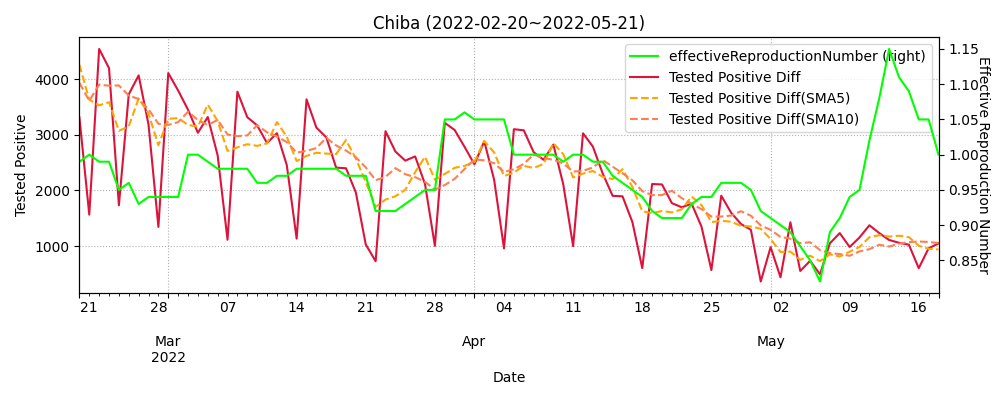 Chiba (2022-02-20~2022-05-21)
effectiveReproductionNumber (right)
Tested Positive Diff
Tested Positive Diff(SMA5)
Tested Positive Diff(SMA10)
Tested Positive
4000
3000
2000
1000
1.15
1.10
1.05
1.00
0.95
0.90
0.85
Effective Reproduction Number
21 28 07 14 21 28 04 11 18 25 02 09 16
Mar Apr May
2022
Date